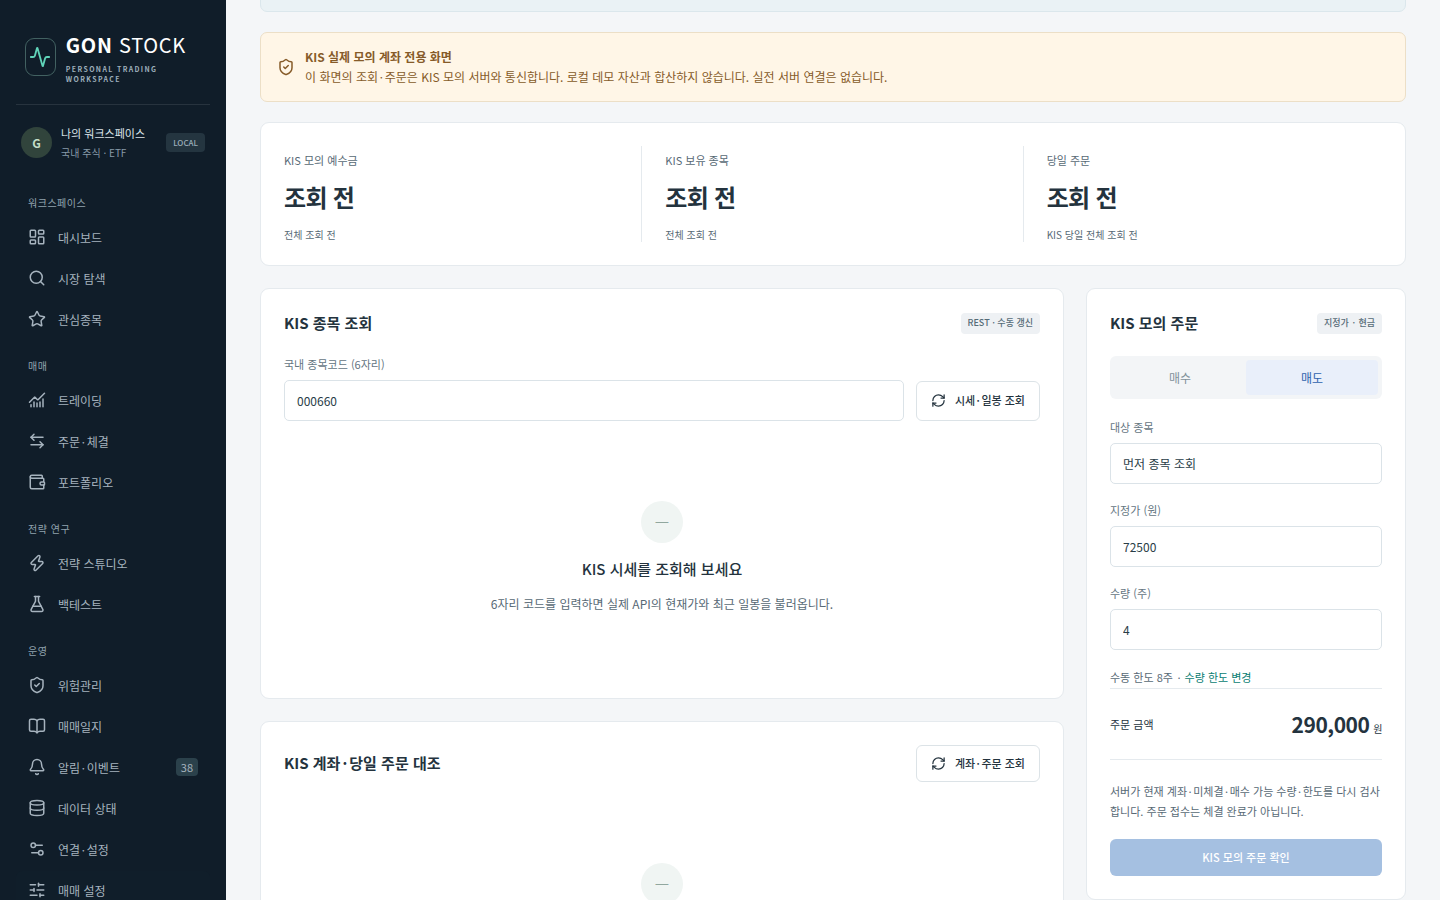 GON STOCK
PERSONAL TRADING
WORKSPACE
G
나의 워크스페이스
국내 주식 · ETF
LOCAL
워크스페이스
대시보드
시장 탐색
관심종목
매매
트레이딩
주문·체결
포트폴리오
전략 연구
전략 스튜디오
백테스트
운영
위험관리
매매일지
알림·이벤트
38
데이터 상태
연결·설정
매매 설정
KIS 실제 모의 계좌 전용 화면
이 화면의 조회·주문은 KIS 모의 서버와 통신합니다. 로컬 데모 자산과 합산하지 않습니다. 실전 서버 연결은 없습니다.
KIS 모의 예수금
조회 전
전체 조회 전
KIS 보유 종목
조회 전
전체 조회 전
당일 주문
조회 전
KIS 당일 전체 조회 전
KIS 종목 조회
REST · 수동 갱신
국내 종목코드 (6자리)
000660
시세·일봉 조회
KIS 시세를 조회해 보세요
6자리 코드를 입력하면 실제 API의 현재가와 최근 일봉을 불러옵니다.
KIS 계좌·당일 주문 대조
계좌·주문 조회
KIS 모의 주문
지정가 · 현금
매수
매도
대상 종목
먼저 종목 조회
지정가 (원)
72500
수량 (주)
4
수동 한도 8주 · 수량 한도 변경
주문 금액
290,000 원
서버가 현재 계좌·미체결·매수 가능 수량·한도를 다시 검사
합니다. 주문 접수는 체결 완료가 아닙니다.
KIS 모의 주문 확인